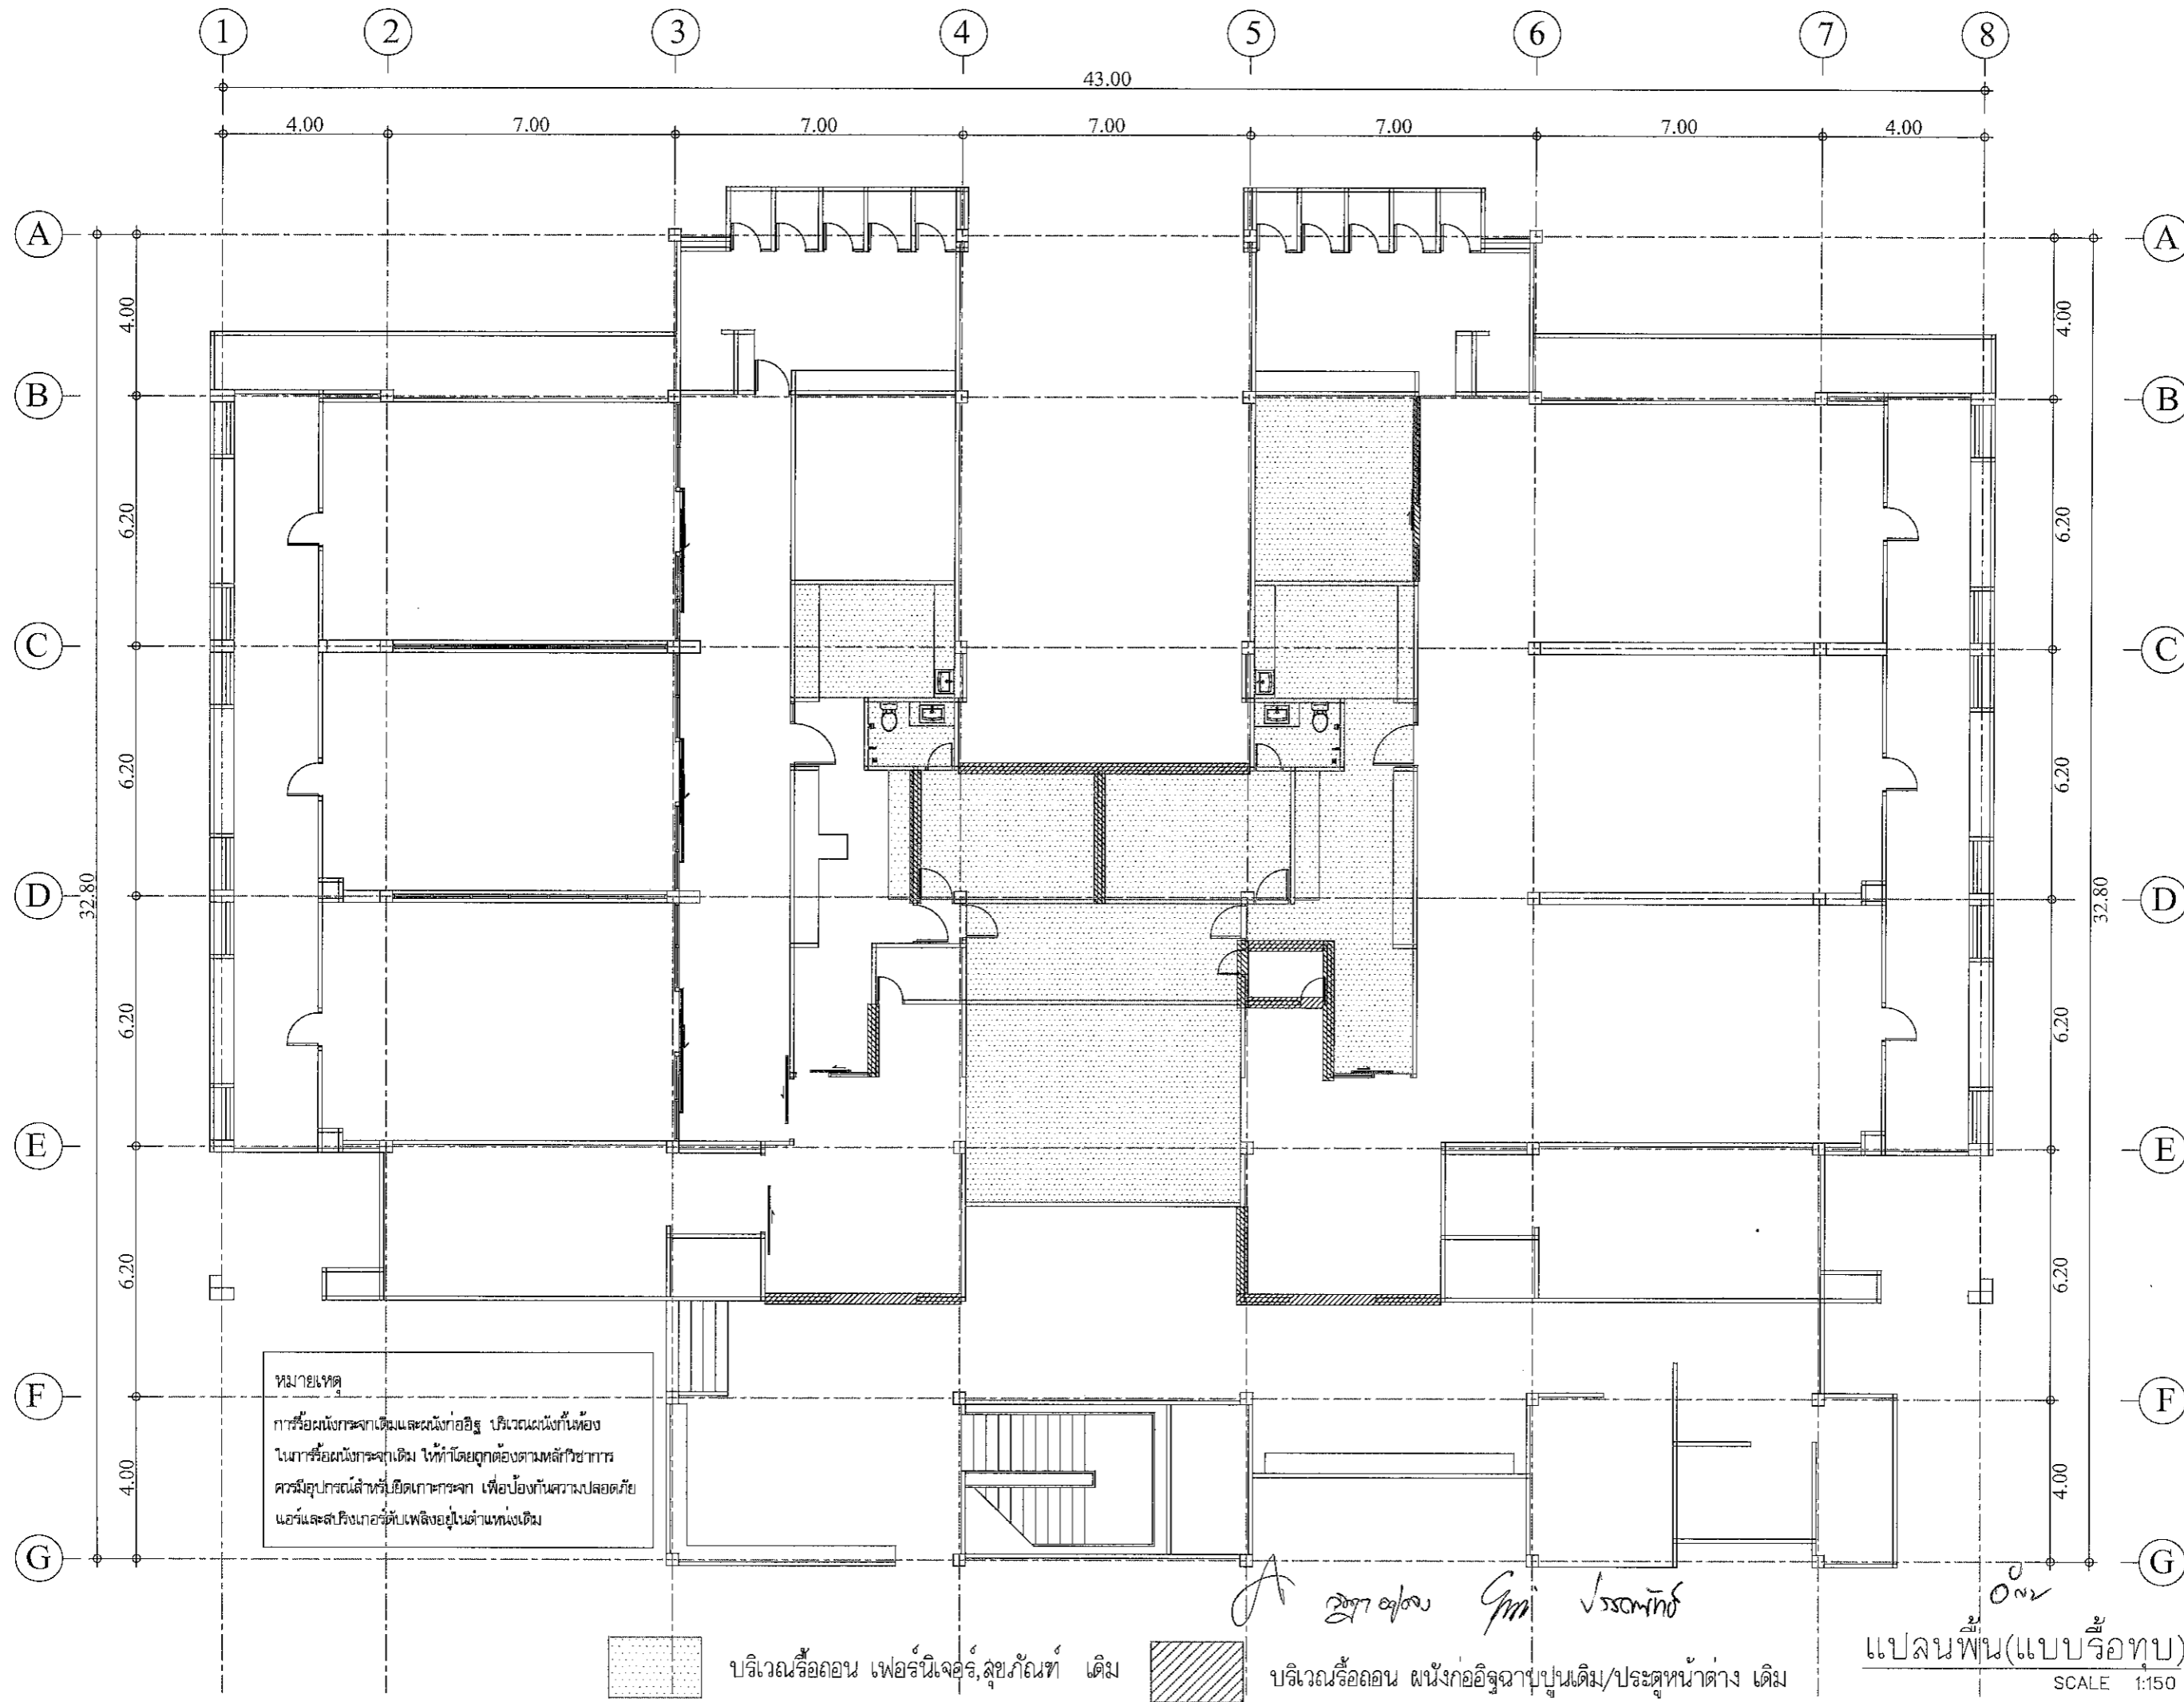 1 2 3 4 5 6 7 8
43.00
4.00 7.00 7.00 7.00 7.00 7.00 4.00
A A
4.00 4.00
B B
6.20 6.20
C C
6.20 6.20
32.80 32.80
D D
6.20 6.20
E E
6.20 6.20
F F
4.00 4.00
G G
หมายเหตุ
การรื้อผนังกระจกเดิมและผนังก่ออิฐ บริเวณผนังกั้นห้อง
ในการรื้อผนังกระจกเดิม ให้ทำโดยถูกต้องตามหลักวิชาการ
ควรมีอุปกรณ์สำหรับยึดเกาะกระจก เพื่อป้องกันความปลอดภัย
แอร์และสปริงเกอร์ดับเพลิงอยู่ในตำแหน่งเดิม
บริเวณรื้อถอน เฟอร์นิเจอร์,สุขภัณฑ์ เดิม
บริเวณรื้อถอน ผนังก่ออิฐฉาบปูนเดิม/ประตูหน้าต่าง เดิม
แปลนพื้น(แบบรื้อทุบ)
SCALE 1:150